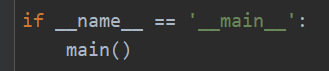 if __name__ == '__main__':
    main()